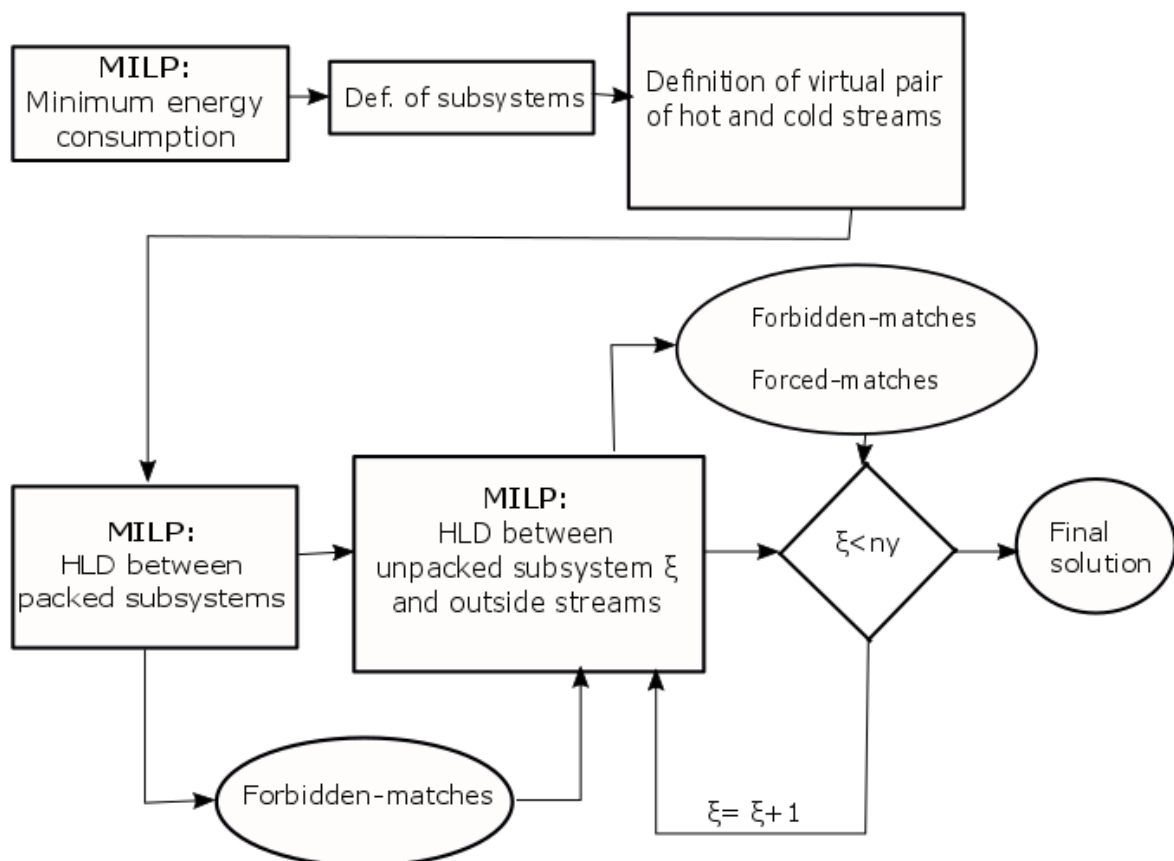 MILP:
Minimum energy
consumption
Def. of subsystems
Definition of virtual pair
of hot and cold streams
Forbidden-matches
Forced-matches
MILP:
HLD between
packed subsystems
MILP:
HLD between
unpacked subsystem ξ
and outside streams
ξ<ny
Final
solution
Forbidden-matches
ξ= ξ+1